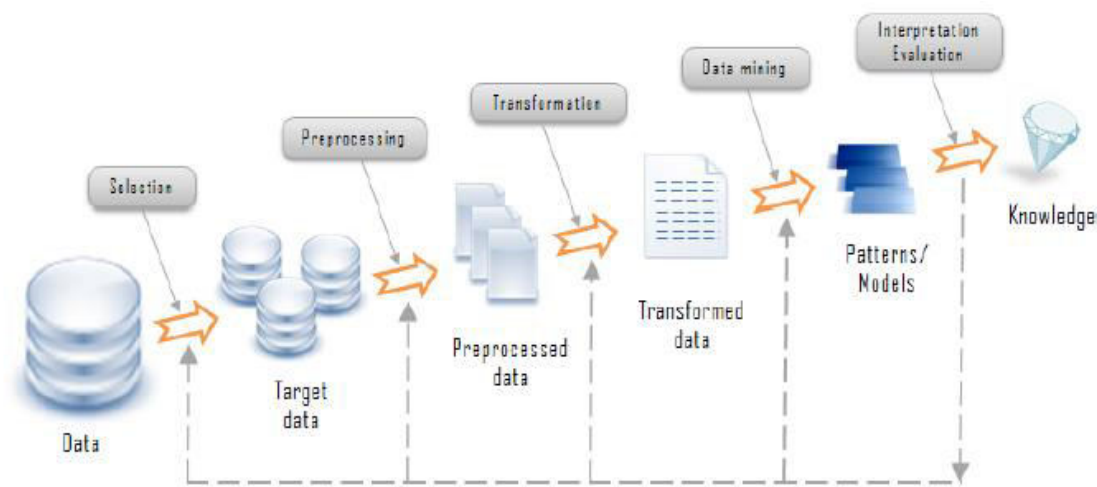 Interpretation
Evaluation
Data mining
Transformation
Preprocessing
Selection
Knowledge
Patterns/
Models
Transformed
data
Preprocessed
data
Target
data
Data